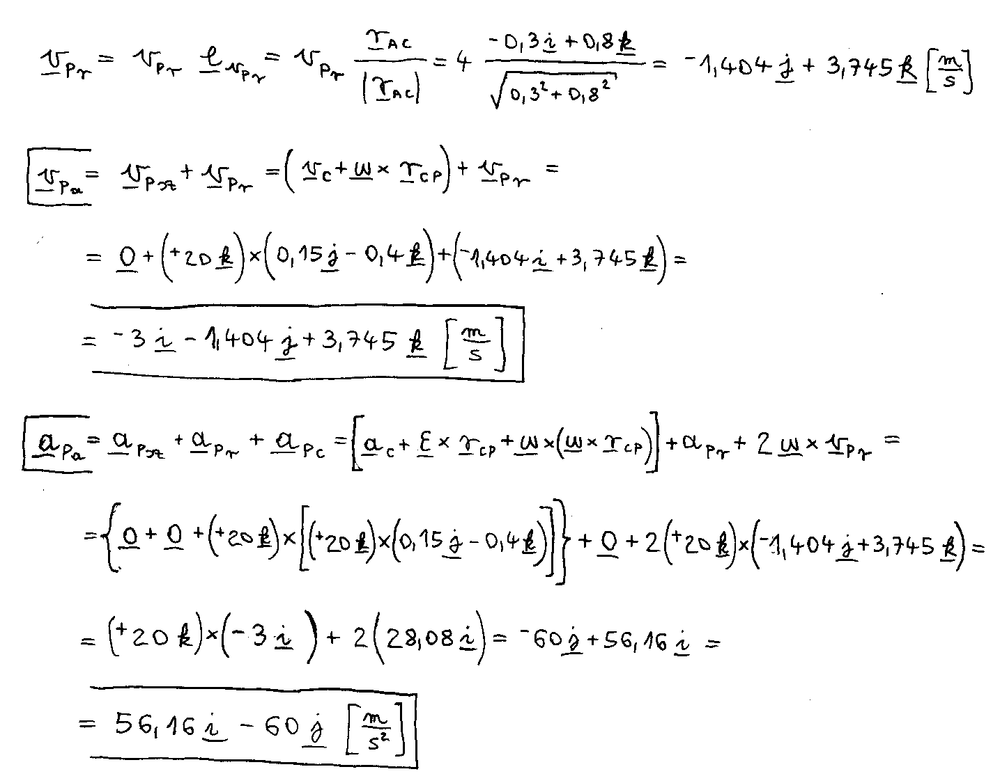 v_Pr = v_Pr e_vPr = v_Pr r_AC / |r_AC| = 4 (-0,3 i + 0,8 k) / √(0,3² + 0,8²) = -1,404 j + 3,745 k [m/s]
v_Pa = v_Pst + v_Pr = (v_C + ω × r_CP) + v_Pr =
= 0 + (+20 k) × (0,15 j - 0,4 k) + (-1,404 i + 3,745 k) =
= -3 i - 1,404 j + 3,745 k [m/s]
a_Pa = a_Pst + a_Pr + a_Pc = [a_C + ε × r_CP + ω × (ω × r_CP)] + a_Pr + 2 ω × v_Pr =
= {0 + 0 + (+20 k) × [(+20 k) × (0,15 j - 0,4 k)]} + 0 + 2 (+20 k) × (-1,404 j + 3,745 k) =
= (+20 k) × (-3 i) + 2 (28,08 i) = -60 j + 56,16 i =
= 56,16 i - 60 j [m/s²]